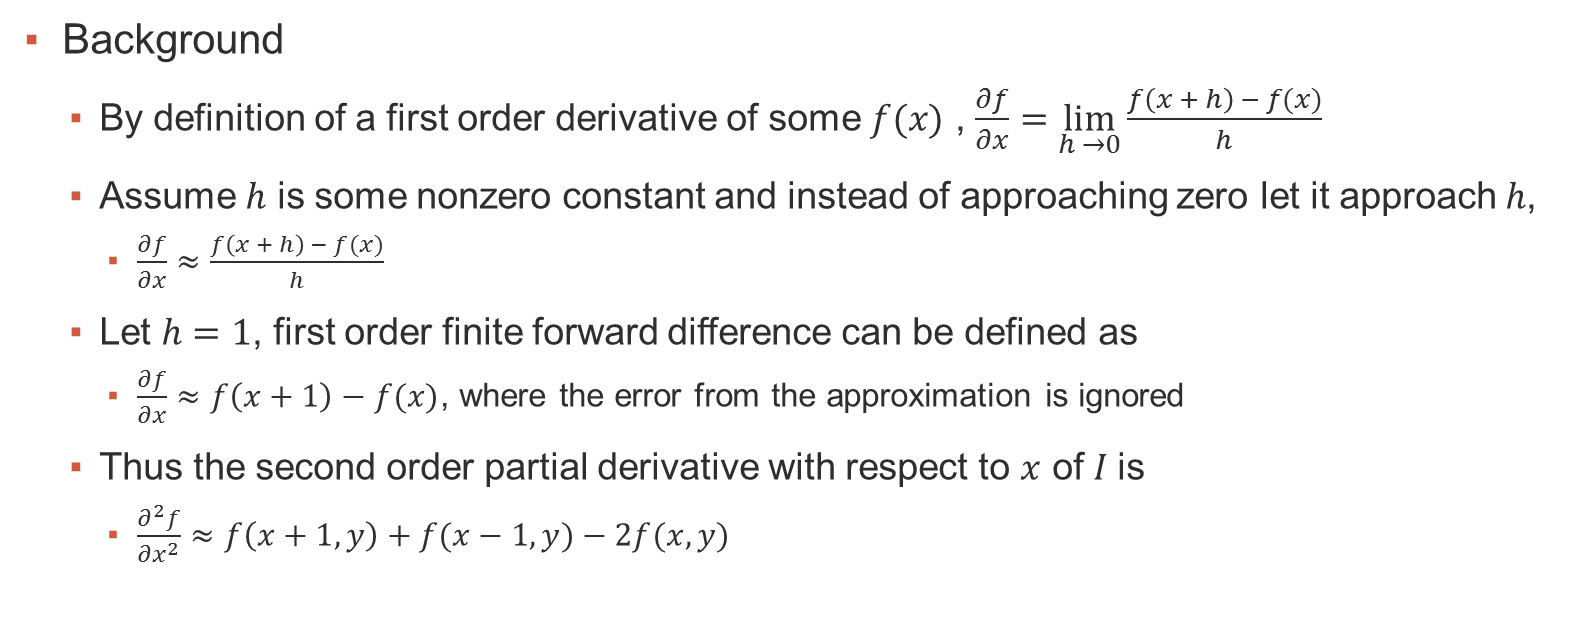 ▪ Background
▪ By definition of a first order derivative of some f(x) , ∂f/∂x = lim h→0 (f(x + h) − f(x))/h
▪ Assume h is some nonzero constant and instead of approaching zero let it approach h,
▪ ∂f/∂x ≈ (f(x + h) − f(x))/h
▪ Let h = 1, first order finite forward difference can be defined as
▪ ∂f/∂x ≈ f(x + 1) − f(x), where the error from the approximation is ignored
▪ Thus the second order partial derivative with respect to x of I is
▪ ∂²f/∂x² ≈ f(x + 1, y) + f(x − 1, y) − 2f(x, y)